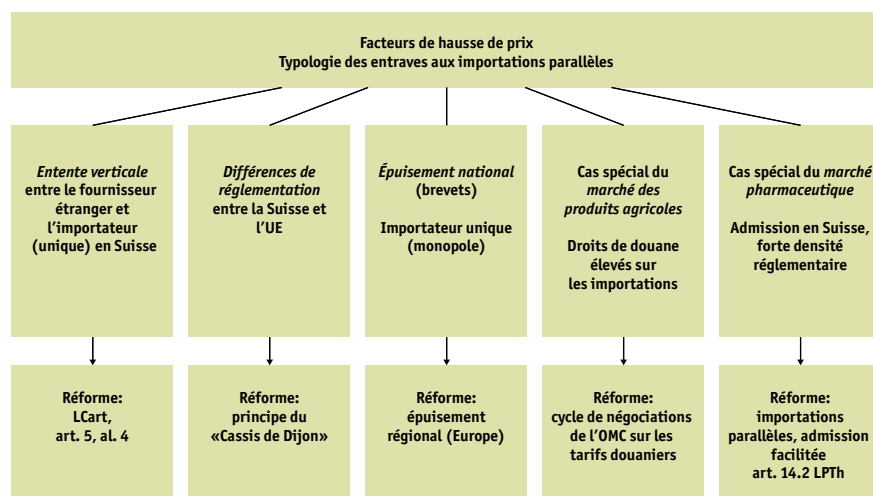 Facteurs de hausse de prix
Typologie des entraves aux importations parallèles
Entente verticale
entre le fournisseur
étranger et
l'importateur
(unique) en Suisse
Différences de
réglementation
entre la Suisse et
l'UE
Épuisement national
(brevets)
Importateur unique
(monopole)
Cas spécial du
marché des
produits agricoles
Droits de douane
élevés sur
les importations
Cas spécial du marché
pharmaceutique
Admission en Suisse,
forte densité
réglementaire
Réforme:
LCart,
art. 5, al. 4
Réforme:
principe du
«Cassis de Dijon»
Réforme:
épuisement
régional (Europe)
Réforme:
cycle de négociations
de l'OMC sur les
tarifs douaniers
Réforme:
importations
parallèles, admission
facilitée
art. 14.2 LPTh